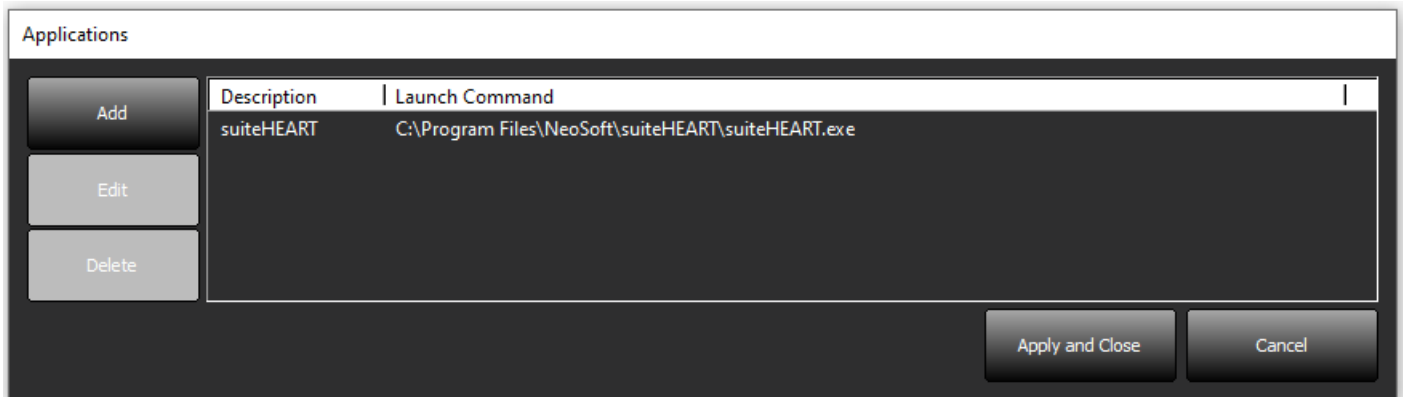 Applications
Add
Edit
Delete
Description Launch Command
suiteHEART C:\Program Files\NeoSoft\suiteHEART\suiteHEART.exe
Apply and Close Cancel